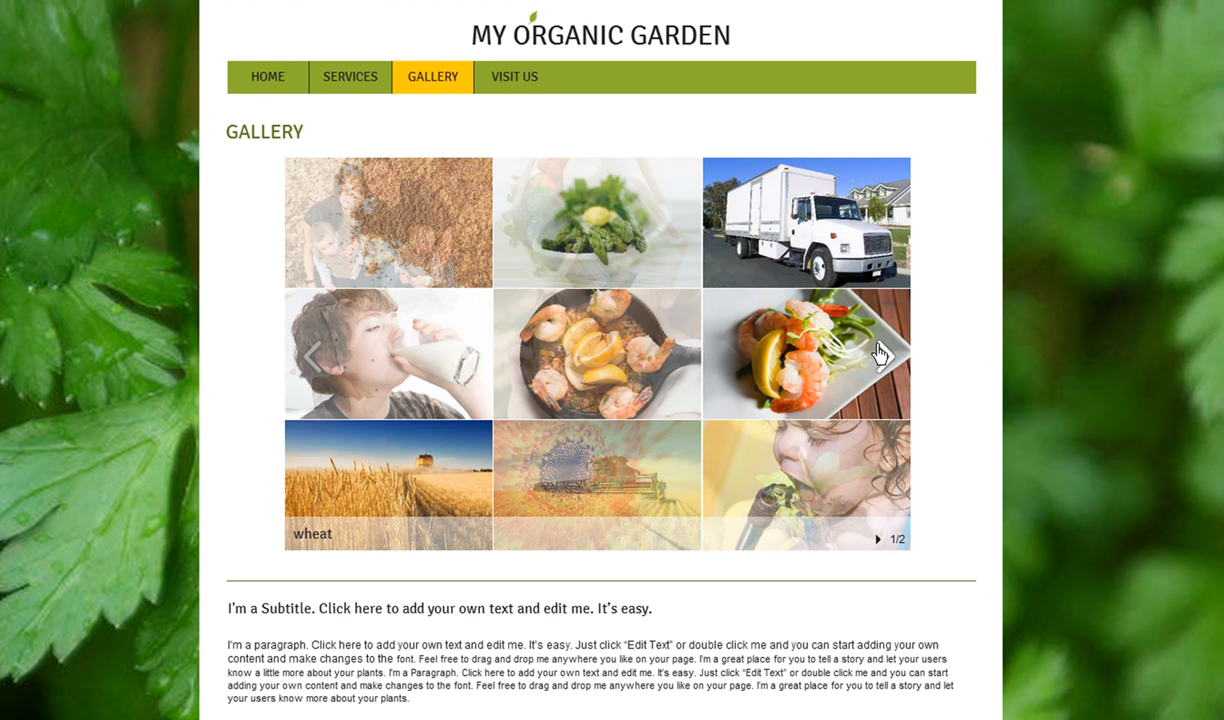 MY ORGANIC GARDEN
HOME SERVICES GALLERY VISIT US
GALLERY
wheat
1/2
I'm a Subtitle. Click here to add your own text and edit me. It's easy.
I'm a paragraph. Click here to add your own text and edit me. It's easy. Just click “Edit Text” or double click me and you can start adding your own
content and make changes to the font. Feel free to drag and drop me anywhere you like on your page. I'm a great place for you to tell a story and let your users
know a little more about your plants. I'm a Paragraph. Click here to add your own text and edit me. It's easy. Just click “Edit Text” or double click me and you can start
adding your own content and make changes to the font. Feel free to drag and drop me anywhere you like on your page. I'm a great place for you to tell a story and let
your users know more about your plants.